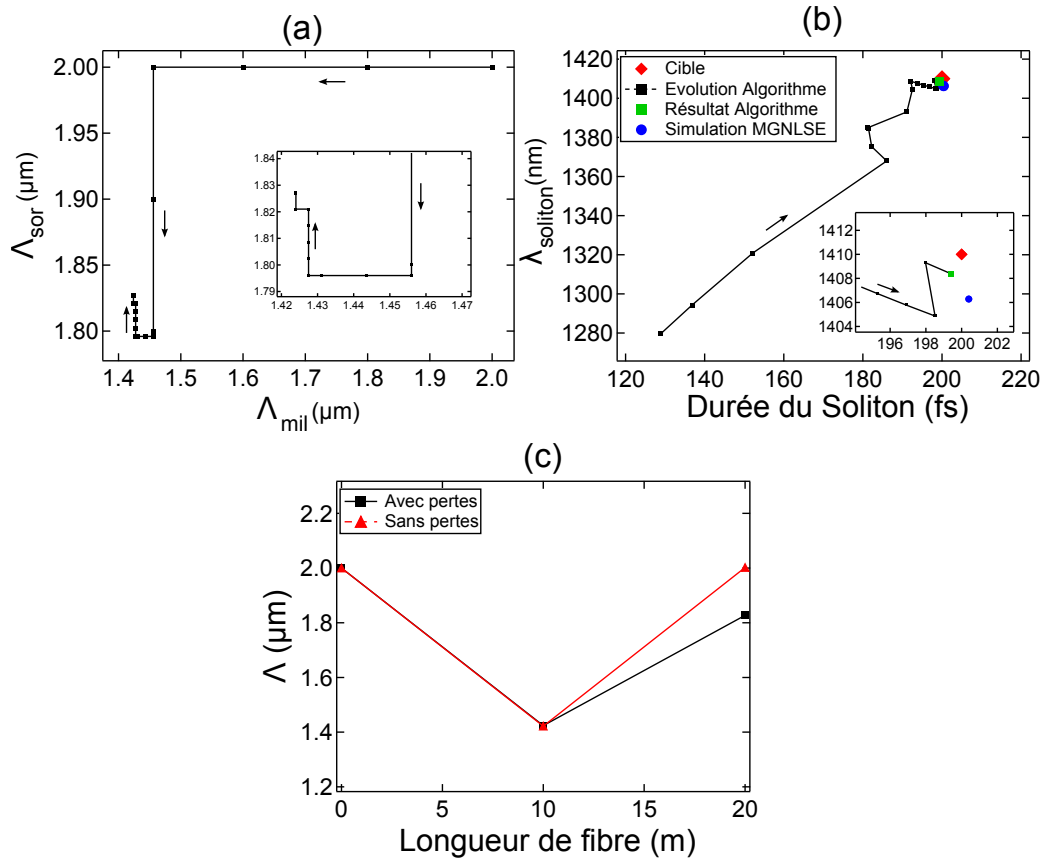 (a)
2.00
1.95
1.90
1.85
1.80
Λsor (μm)
1.84
1.83
1.82
1.81
1.80
1.79
1.42 1.43 1.44 1.45 1.46 1.47
1.4 1.5 1.6 1.7 1.8 1.9 2.0
Λmil (μm)
(b)
1420
1400
1380
1360
1340
1320
1300
1280
λsoliton(nm)
Cible
Evolution Algorithme
Résultat Algorithme
Simulation MGNLSE
1412
1410
1408
1406
1404
196 198 200 202
120 140 160 180 200 220
Durée du Soliton (fs)
(c)
Avec pertes
Sans pertes
2.2
2.0
1.8
1.6
1.4
1.2
Λ (μm)
0 5 10 15 20
Longueur de fibre (m)